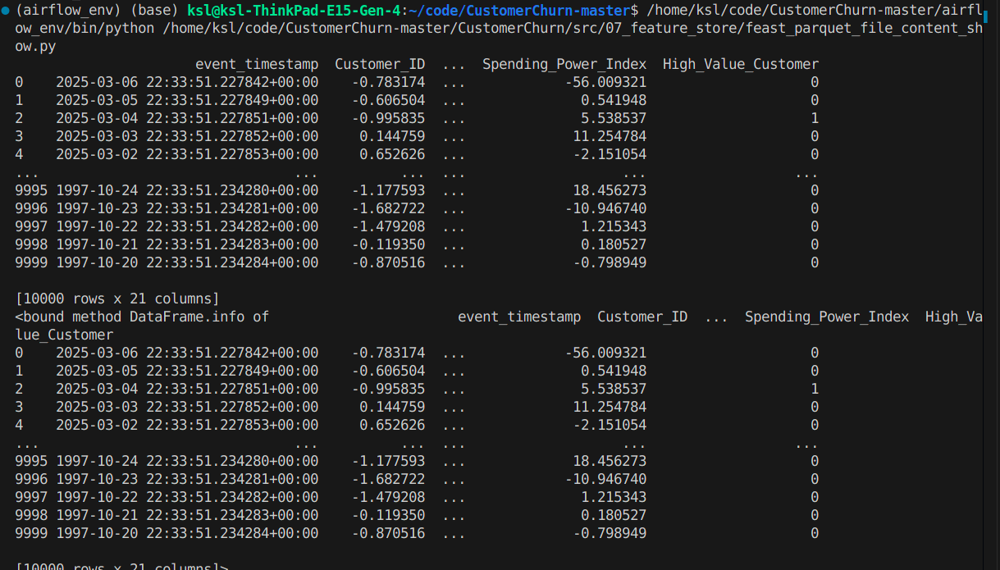 (airflow_env) (base) ksl@ksl-ThinkPad-E15-Gen-4:~/code/CustomerChurn-master$ /home/ksl/code/CustomerChurn-master/airfl
ow_env/bin/python /home/ksl/code/CustomerChurn-master/CustomerChurn/src/07_feature_store/feast_parquet_file_content_sh
ow.py
                      event_timestamp  Customer_ID  ...  Spending_Power_Index  High_Value_Customer
0    2025-03-06 22:33:51.227842+00:00    -0.783174  ...            -56.009321                    0
1    2025-03-05 22:33:51.227849+00:00    -0.606504  ...              0.541948                    0
2    2025-03-04 22:33:51.227851+00:00    -0.995835  ...              5.538537                    1
3    2025-03-03 22:33:51.227852+00:00     0.144759  ...             11.254784                    0
4    2025-03-02 22:33:51.227853+00:00     0.652626  ...             -2.151054                    0
...                               ...          ...  ...                   ...                  ...
9995 1997-10-24 22:33:51.234280+00:00    -1.177593  ...             18.456273                    0
9996 1997-10-23 22:33:51.234281+00:00    -1.682722  ...            -10.946740                    0
9997 1997-10-22 22:33:51.234282+00:00    -1.479208  ...              1.215343                    0
9998 1997-10-21 22:33:51.234283+00:00    -0.119350  ...              0.180527                    0
9999 1997-10-20 22:33:51.234284+00:00    -0.870516  ...             -0.798949                    0
[10000 rows x 21 columns]
<bound method DataFrame.info of                       event_timestamp  Customer_ID  ...  Spending_Power_Index  High_Va
lue_Customer
0    2025-03-06 22:33:51.227842+00:00    -0.783174  ...            -56.009321                    0
1    2025-03-05 22:33:51.227849+00:00    -0.606504  ...              0.541948                    0
2    2025-03-04 22:33:51.227851+00:00    -0.995835  ...              5.538537                    1
3    2025-03-03 22:33:51.227852+00:00     0.144759  ...             11.254784                    0
4    2025-03-02 22:33:51.227853+00:00     0.652626  ...             -2.151054                    0
...                               ...          ...  ...                   ...                  ...
9995 1997-10-24 22:33:51.234280+00:00    -1.177593  ...             18.456273                    0
9996 1997-10-23 22:33:51.234281+00:00    -1.682722  ...            -10.946740                    0
9997 1997-10-22 22:33:51.234282+00:00    -1.479208  ...              1.215343                    0
9998 1997-10-21 22:33:51.234283+00:00    -0.119350  ...              0.180527                    0
9999 1997-10-20 22:33:51.234284+00:00    -0.870516  ...             -0.798949                    0
[10000 rows x 21 columns]>